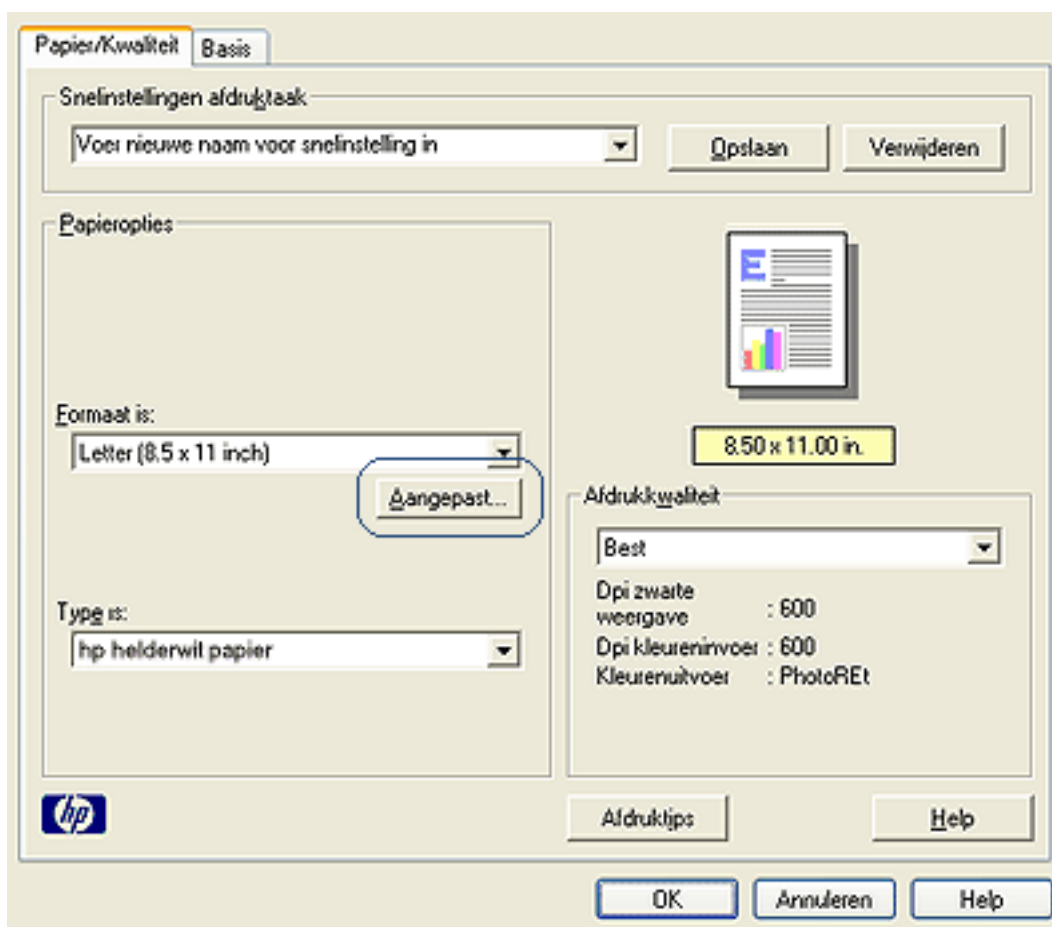 Papier/Kwaliteit Basis
Snelinstellingen afdruktaak
Voer nieuwe naam voor snelinstelling in Opslaan Verwijderen
Papieropties
E
Formaat is:
Letter (8.5 x 11 inch)
8.50 x 11.00 in.
Aangepast...
Afdrukkwaliteit
Best
Dpi zwarte
weergave : 600
Type is:
hp helderwit papier
Dpi kleureninvoer : 600
Kleurenuitvoer : PhotoREt
hp
Afdruktips Help
OK Annuleren Help